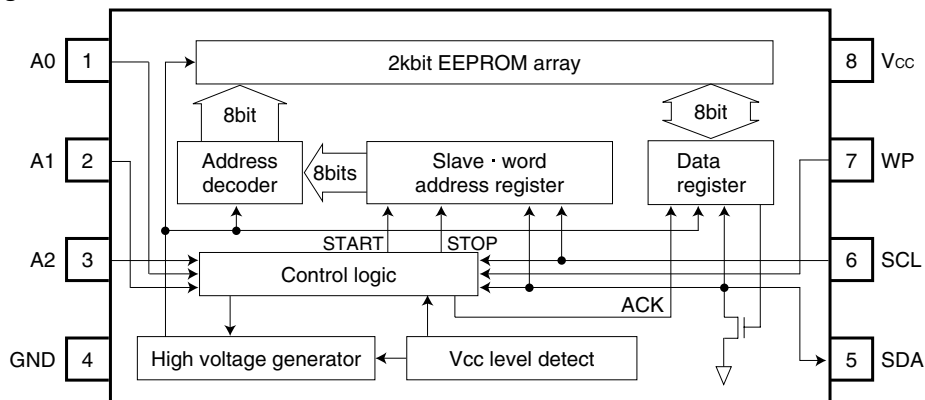 A0 1
2kbit EEPROM array
8 Vcc
8bit
8bit
A1 2
Address
decoder
8bits
Slave · word
address register
Data
register
7 WP
START
STOP
A2 3
Control logic
6 SCL
ACK
GND 4
High voltage generator
Vcc level detect
5 SDA